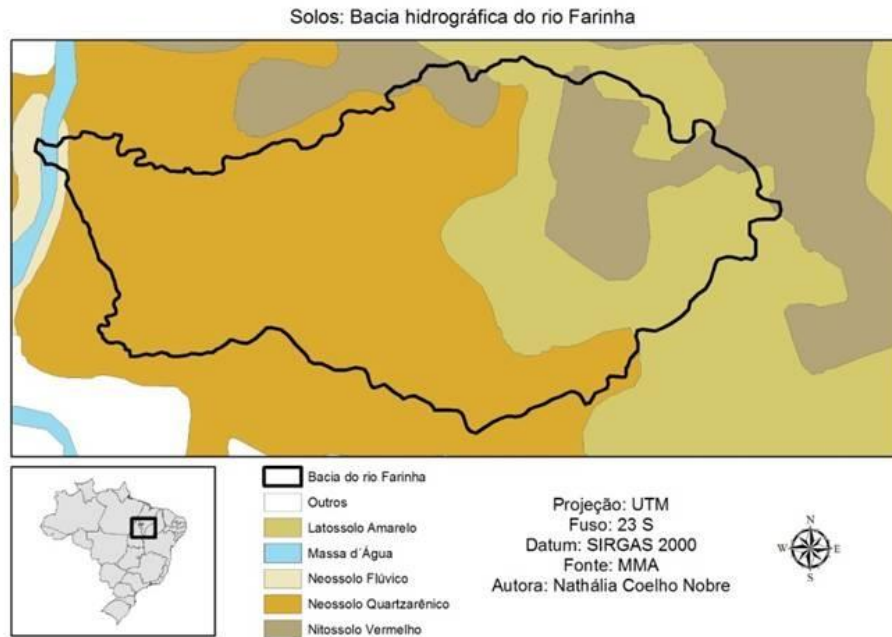 Solos: Bacia hidrográfica do rio Farinha
Bacia do rio Farinha
Outros
Latossolo Amarelo
Massa d´Água
Neossolo Flúvico
Neossolo Quartzarênico
Nitossolo Vermelho
Projeção: UTM
Fuso: 23 S
Datum: SIRGAS 2000
Fonte: MMA
Autora: Nathália Coelho Nobre
N
W E
S